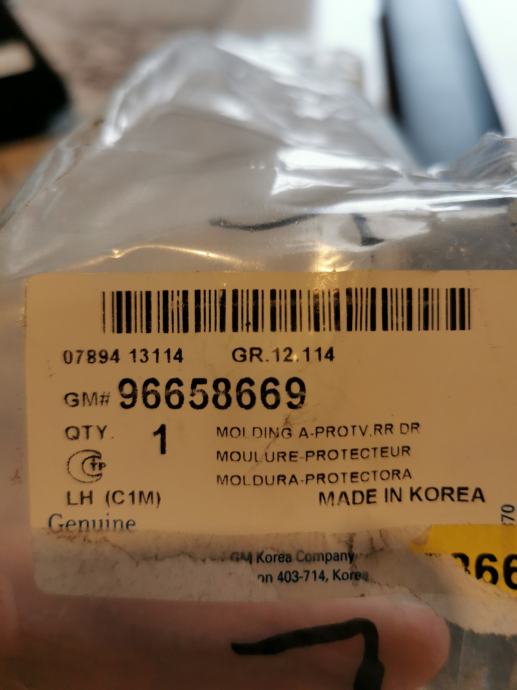 07894 13114 GR.12.114
GM# 96658669
QTY. 1 MOLDING A-PROTV.RR DR
MOULURE-PROTECTEUR
MOLDURA-PROTECTORA
LH (C1M) MADE IN KOREA
Genuine
GM Korea Company
403-714, Korea